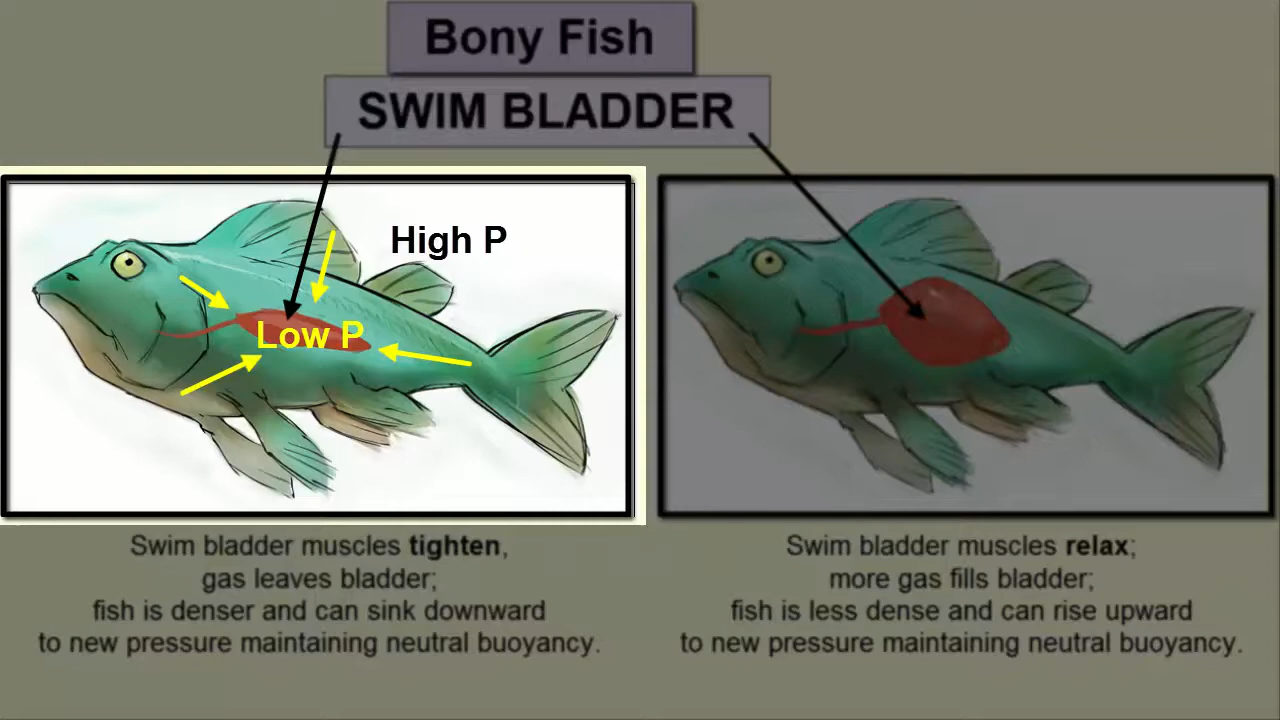 Bony Fish
SWIM BLADDER
High P
Low P
Swim bladder muscles tighten,
gas leaves bladder;
fish is denser and can sink downward
to new pressure maintaining neutral buoyancy.
Swim bladder muscles relax;
more gas fills bladder;
fish is less dense and can rise upward
to new pressure maintaining neutral buoyancy.